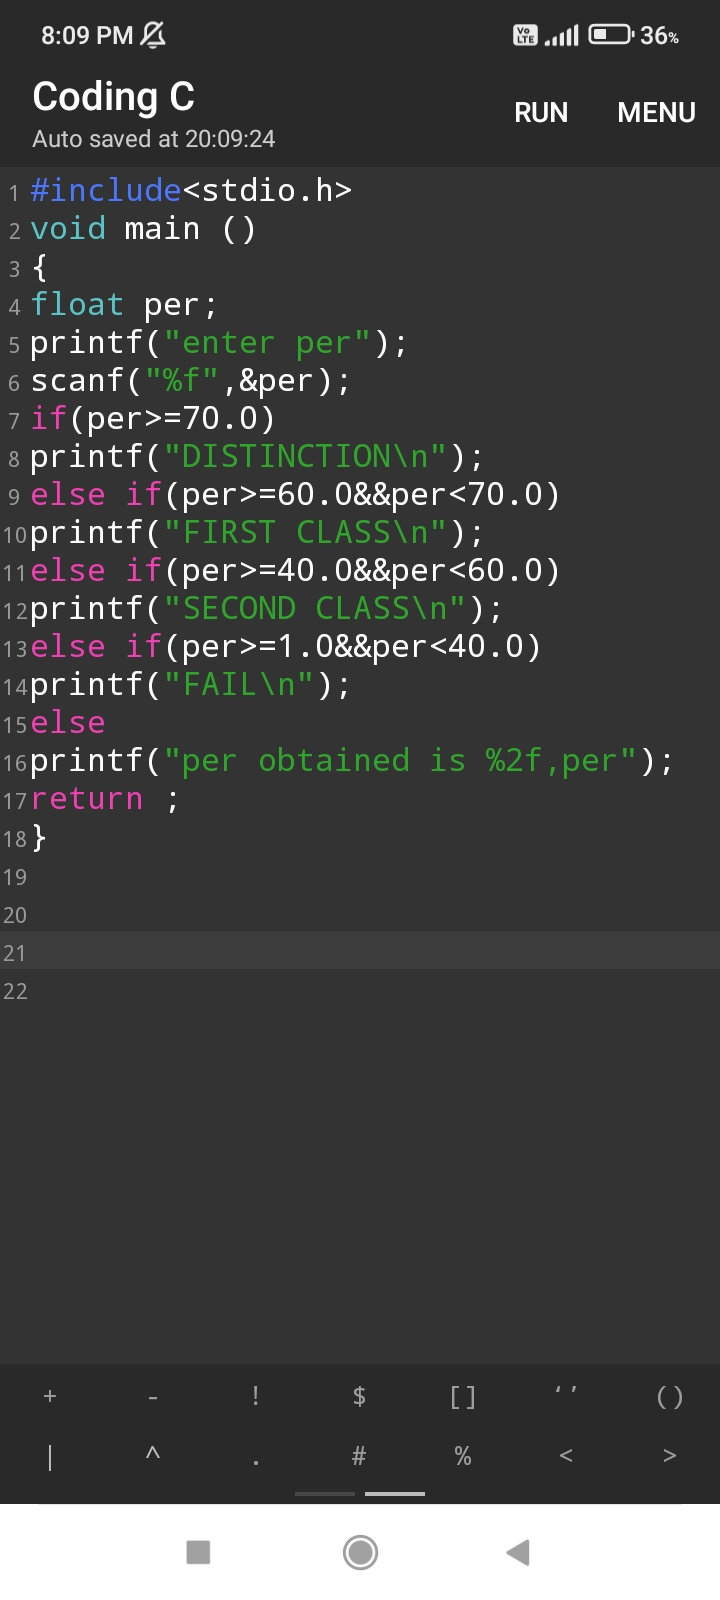 8:09 PM VoLTE 36%
Coding C
RUN MENU
Auto saved at 20:09:24
1 #include<stdio.h>
2 void main ()
3 {
4 float per;
5 printf("enter per");
6 scanf("%f",&per);
7 if(per>=70.0)
8 printf("DISTINCTION\n");
9 else if(per>=60.0&&per<70.0)
10 printf("FIRST CLASS\n");
11 else if(per>=40.0&&per<60.0)
12 printf("SECOND CLASS\n");
13 else if(per>=1.0&&per<40.0)
14 printf("FAIL\n");
15 else
16 printf("per obtained is %2f,per");
17 return ;
18 }
19
20
21
22
+ - ! $ [] ‘’ ()
| ^ . # % < >